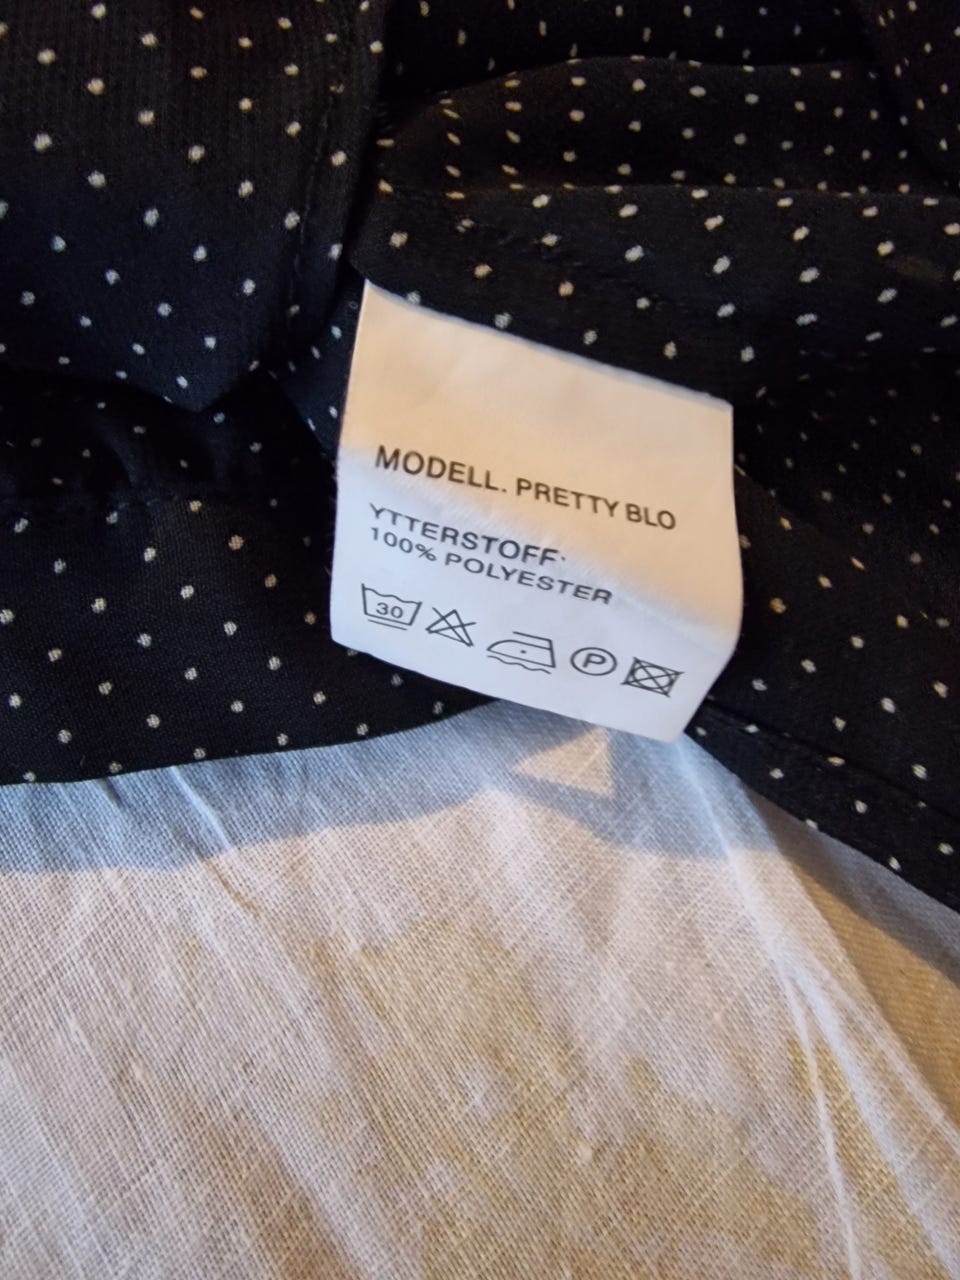 MODELL. PRETTY BLO
YTTERSTOFF:
100% POLYESTER
30 P